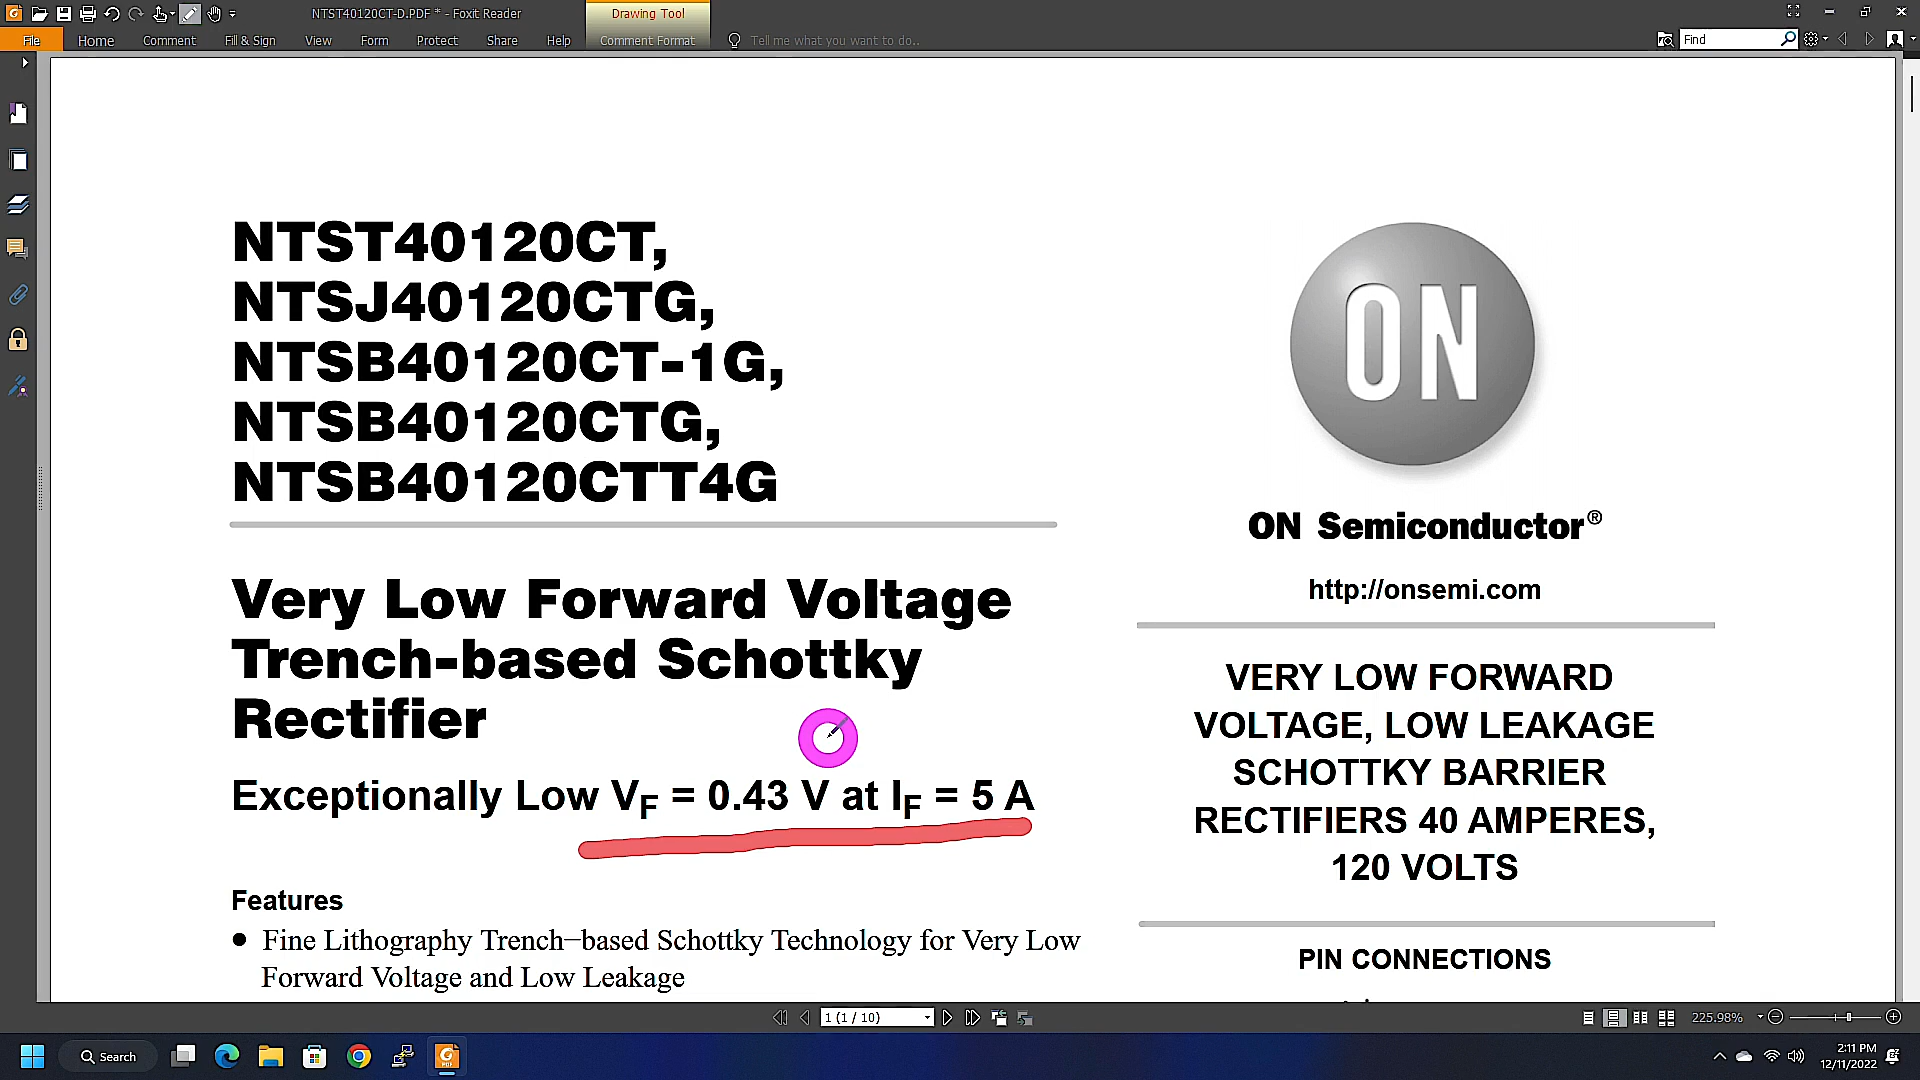 NTST40120CT-D.PDF * - Foxit Reader
Drawing Tool
File
Home
Comment
Fill & Sign
View
Form
Protect
Share
Help
Comment Format
Tell me what you want to do..
Find
NTST40120CT,
NTSJ40120CTG,
NTSB40120CT-1G,
NTSB40120CTG,
NTSB40120CTT4G
Very Low Forward Voltage
Trench-based Schottky
Rectifier
Exceptionally Low VF = 0.43 V at IF = 5 A
Features
• Fine Lithography Trench−based Schottky Technology for Very Low
Forward Voltage and Low Leakage
ON
ON Semiconductor®
http://onsemi.com
VERY LOW FORWARD
VOLTAGE, LOW LEAKAGE
SCHOTTKY BARRIER
RECTIFIERS 40 AMPERES,
120 VOLTS
PIN CONNECTIONS
1 (1 / 10)
225.98%
Search
2:11 PM
12/11/2022